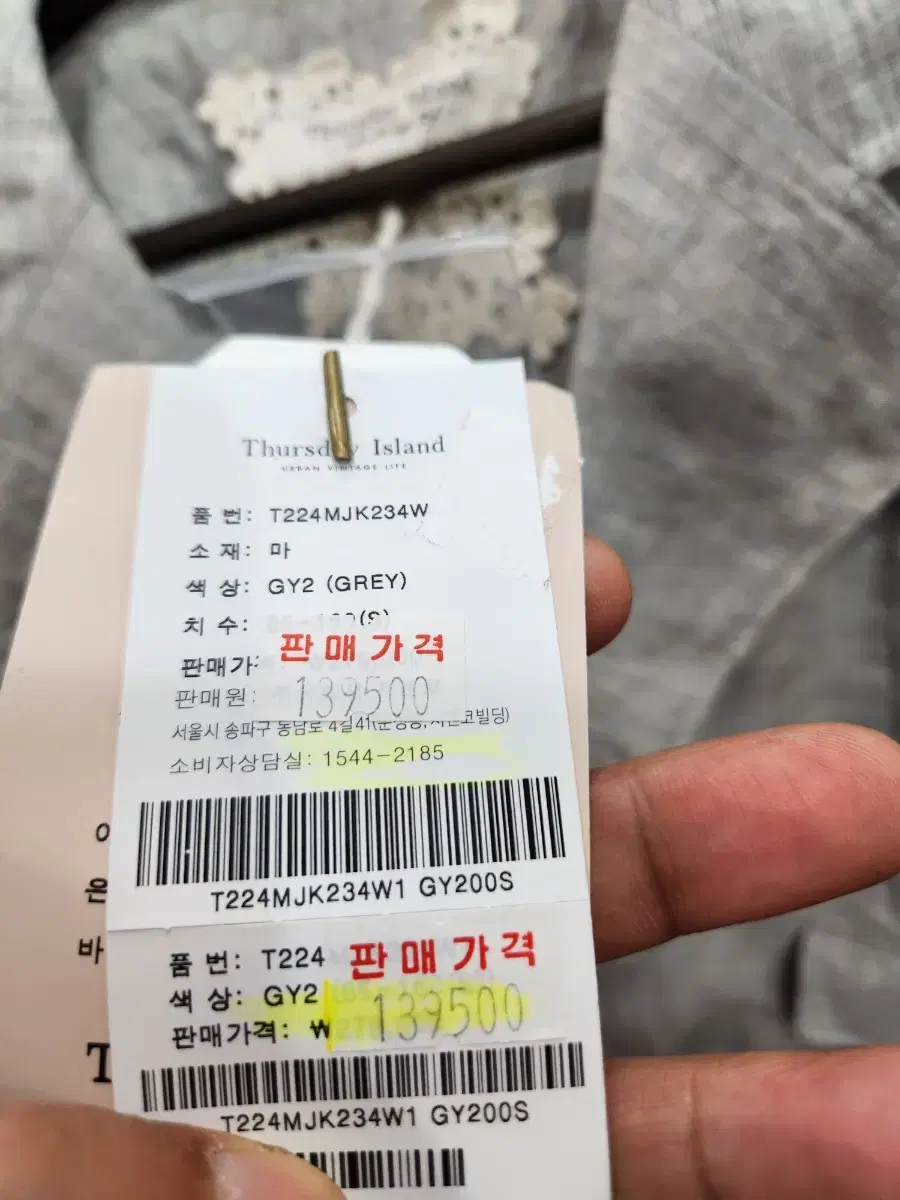 Thursday Island
URBAN VINTAGE LIFE
품 번: T224MJK234W
소 재: 마
색 상: GY2 (GREY)
치 수: (S)
판매가격
판매가:
판매원: 139500
서울시 송파구 동남로 4길41(
소비자상담실: 1544-2185
T224MJK234W1 GY200S
품 번: T224 판매가격
색 상: GY2
판매가격: ₩ 139500
T224MJK234W1 GY200S
은
바
T